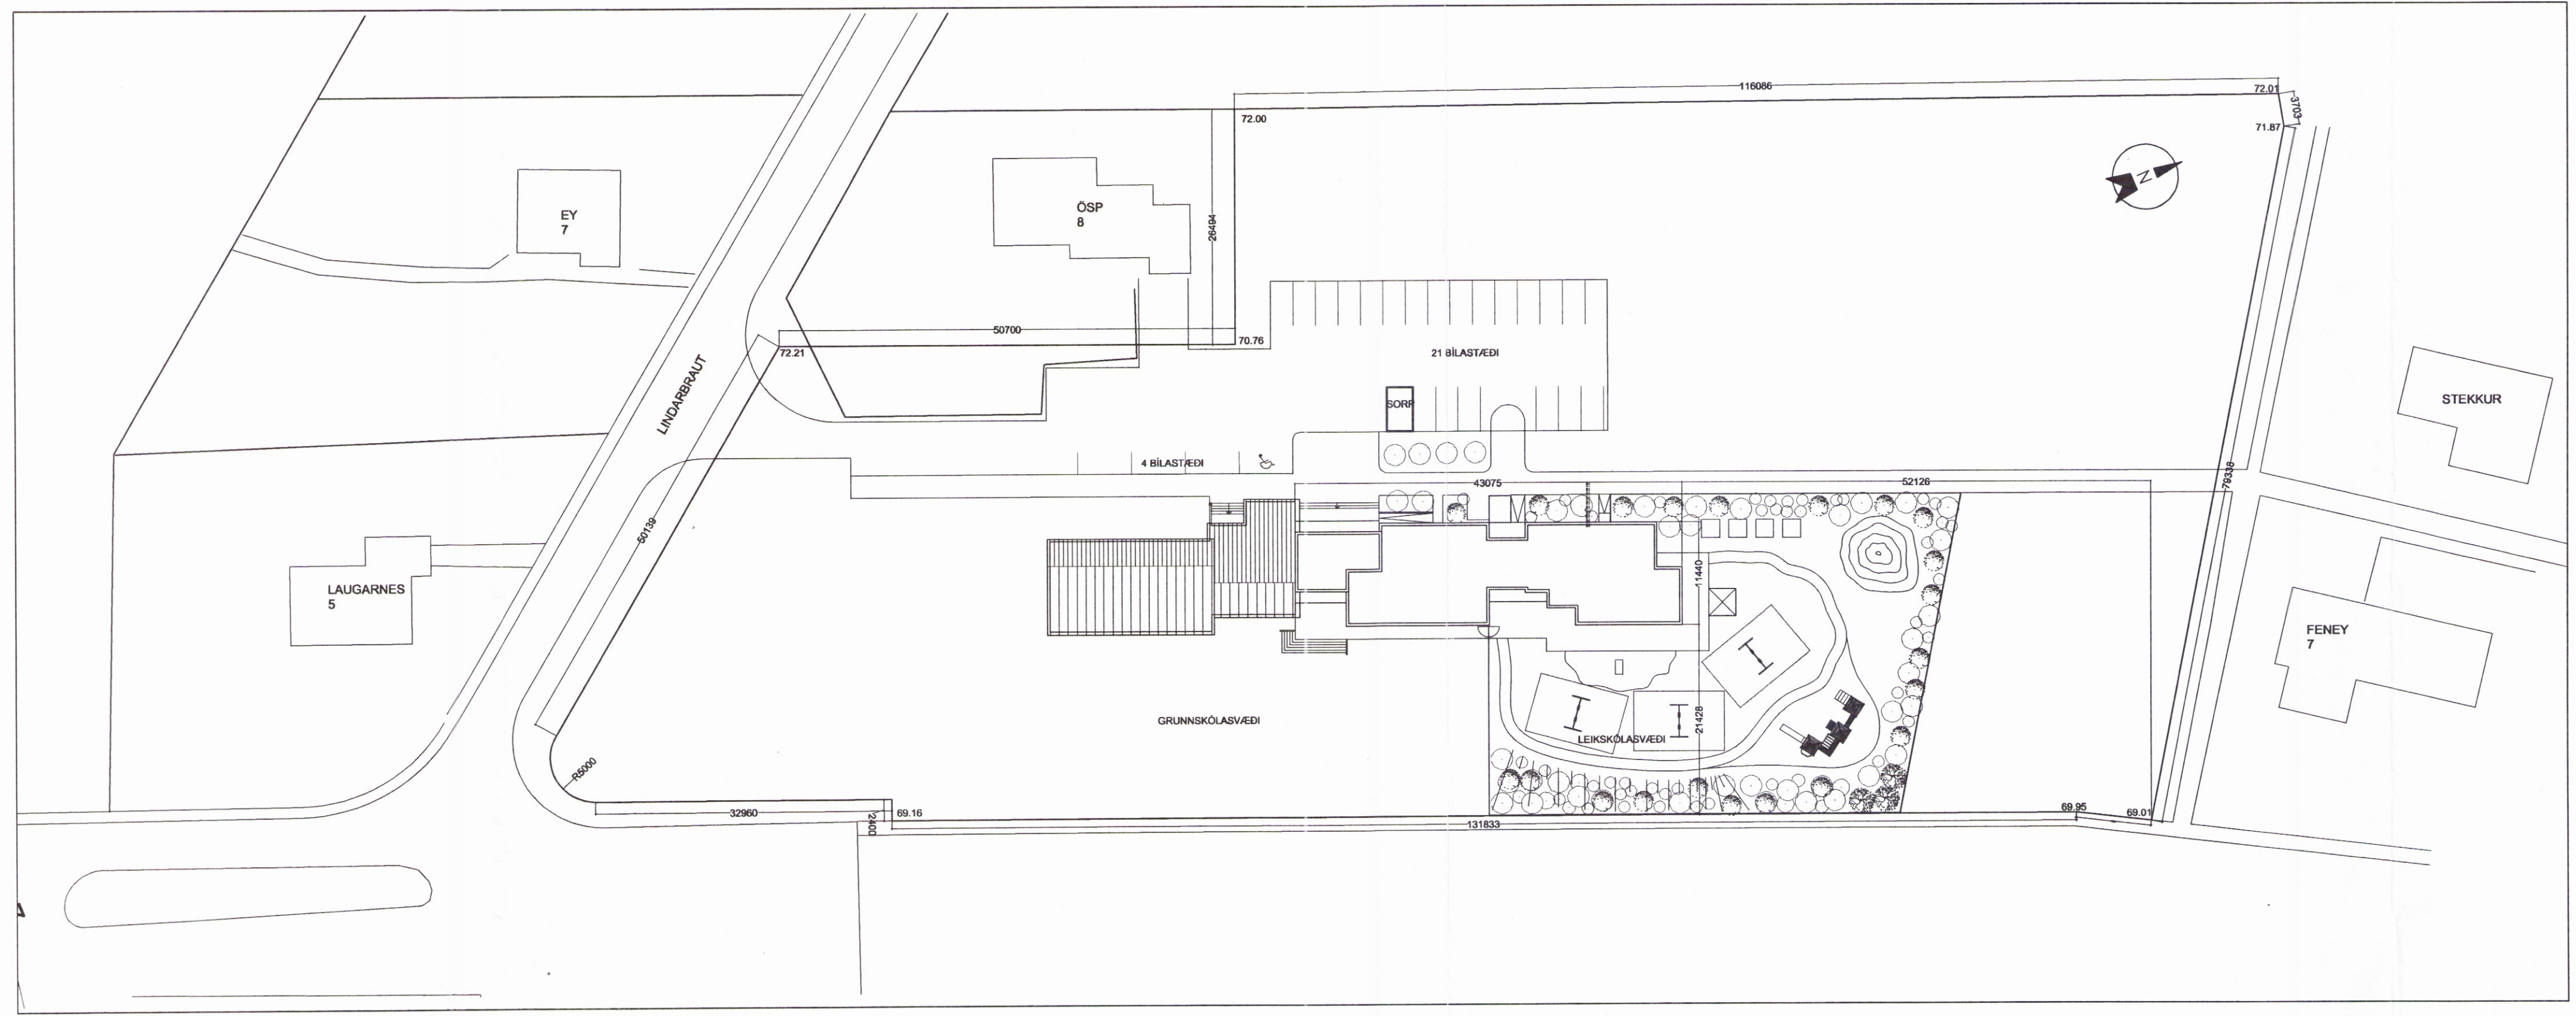 116086
72.01
3703
71.87
72.00
N
EY
7
ÖSP
8
26494
50700
70.76
72.21
21 BÍLASTÆÐI
LINDARBRAUT
SORP
STEKKUR
4 BÍLASTÆÐI
43075
52126
79338
50139
11440
LAUGARNES
5
FENEY
7
GRUNNSKÓLASVÆÐI
21428
LEIKSKÓLASVÆÐI
R5000
32960
2400
69.16
131833
69.95
69.01